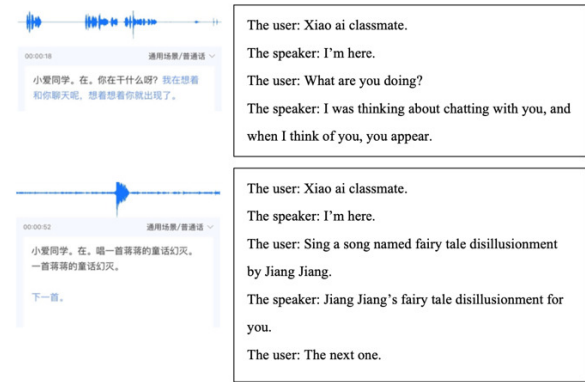 00:00:18 通用场景/普通话
小爱同学。在。你在干什么呀？我在想着
和你聊天呢，想着想着你就出现了。
The user: Xiao ai classmate.
The speaker: I'm here.
The user: What are you doing?
The speaker: I was thinking about chatting with you, and
when I think of you, you appear.
00:00:52 通用场景/普通话
小爱同学。在。唱一首蒋蒋的童话幻灭。
一首蒋蒋的童话幻灭。
下一首。
The user: Xiao ai classmate.
The speaker: I'm here.
The user: Sing a song named fairy tale disillusionment
by Jiang Jiang.
The speaker: Jiang Jiang's fairy tale disillusionment for
you.
The user: The next one.